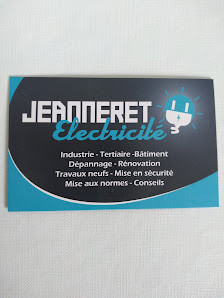 JEANNERET
Electricité
Industrie - Tertiaire -Bâtiment
Dépannage - Rénovation
Travaux neufs - Mise en sécurité
Mise aux normes - Conseils